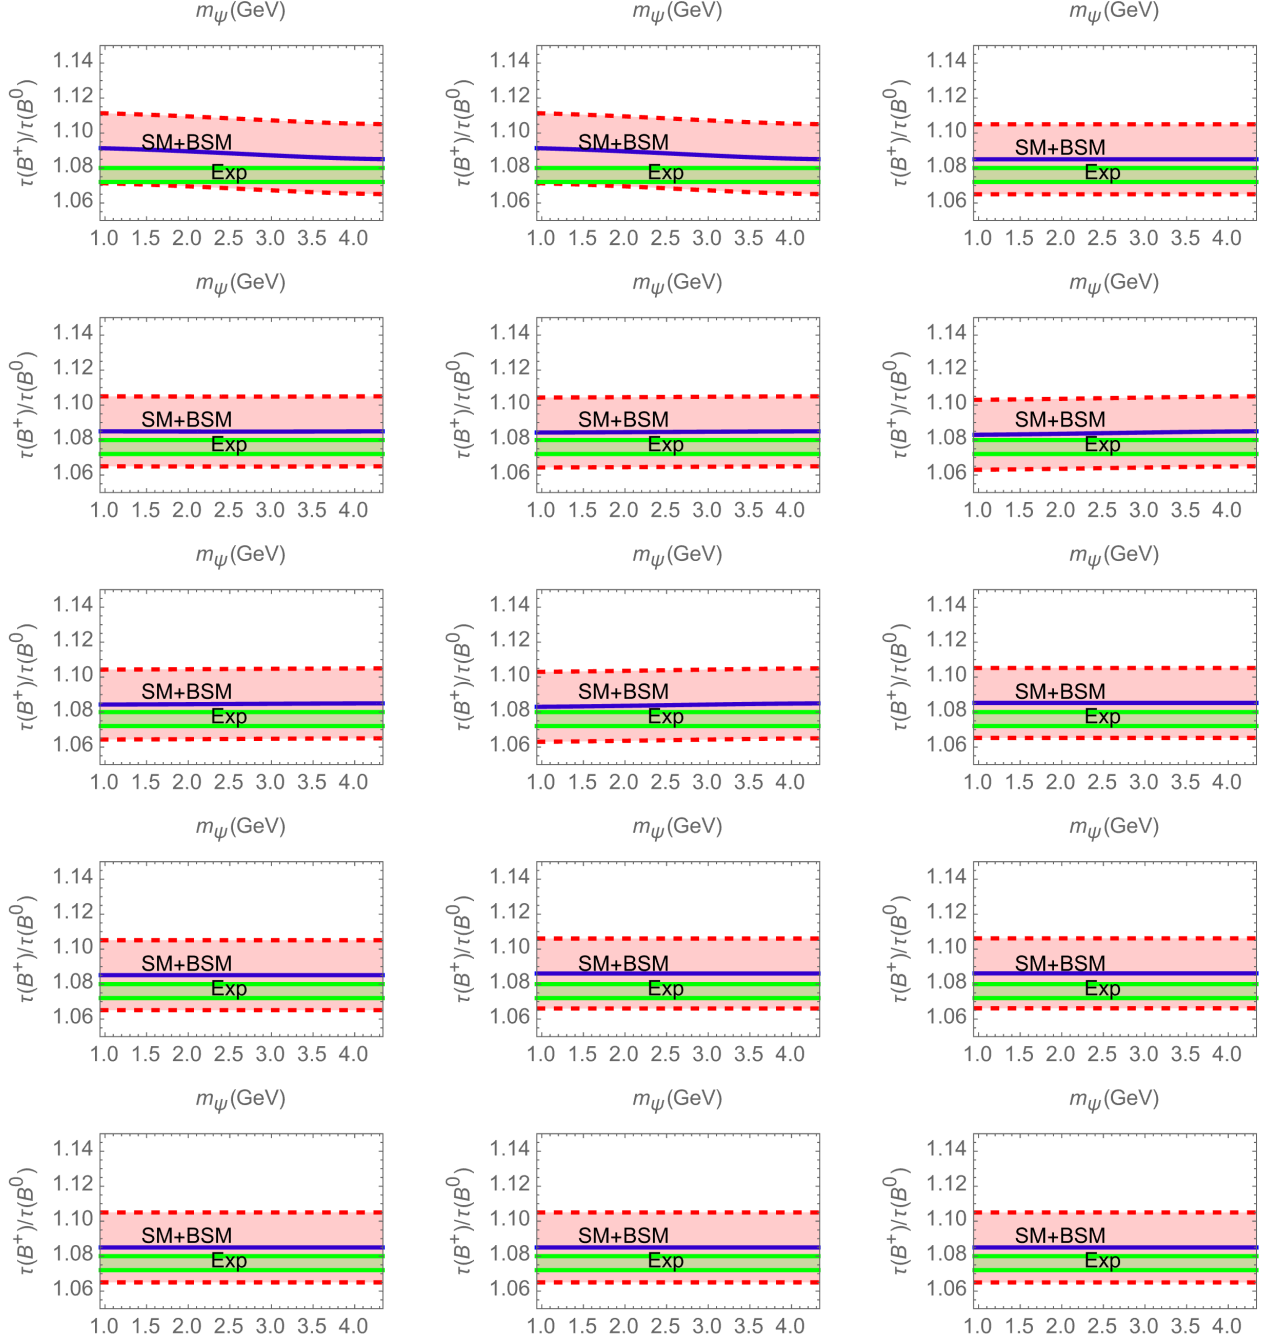 m_ψ(GeV) m_ψ(GeV) m_ψ(GeV)
τ(B⁺)/τ(B⁰) τ(B⁺)/τ(B⁰) τ(B⁺)/τ(B⁰)
1.14 1.14 1.14
1.12 1.12 1.12
1.10 SM+BSM 1.10 SM+BSM 1.10 SM+BSM
1.08 Exp 1.08 Exp 1.08 Exp
1.06 1.06 1.06
1.0 1.5 2.0 2.5 3.0 3.5 4.0 1.0 1.5 2.0 2.5 3.0 3.5 4.0 1.0 1.5 2.0 2.5 3.0 3.5 4.0
m_ψ(GeV) m_ψ(GeV) m_ψ(GeV)
τ(B⁺)/τ(B⁰) τ(B⁺)/τ(B⁰) τ(B⁺)/τ(B⁰)
1.14 1.14 1.14
1.12 1.12 1.12
1.10 SM+BSM 1.10 SM+BSM 1.10 SM+BSM
1.08 Exp 1.08 Exp 1.08 Exp
1.06 1.06 1.06
1.0 1.5 2.0 2.5 3.0 3.5 4.0 1.0 1.5 2.0 2.5 3.0 3.5 4.0 1.0 1.5 2.0 2.5 3.0 3.5 4.0
m_ψ(GeV) m_ψ(GeV) m_ψ(GeV)
τ(B⁺)/τ(B⁰) τ(B⁺)/τ(B⁰) τ(B⁺)/τ(B⁰)
1.14 1.14 1.14
1.12 1.12 1.12
1.10 SM+BSM 1.10 SM+BSM 1.10 SM+BSM
1.08 Exp 1.08 Exp 1.08 Exp
1.06 1.06 1.06
1.0 1.5 2.0 2.5 3.0 3.5 4.0 1.0 1.5 2.0 2.5 3.0 3.5 4.0 1.0 1.5 2.0 2.5 3.0 3.5 4.0
m_ψ(GeV) m_ψ(GeV) m_ψ(GeV)
τ(B⁺)/τ(B⁰) τ(B⁺)/τ(B⁰) τ(B⁺)/τ(B⁰)
1.14 1.14 1.14
1.12 1.12 1.12
1.10 SM+BSM 1.10 SM+BSM 1.10 SM+BSM
1.08 Exp 1.08 Exp 1.08 Exp
1.06 1.06 1.06
1.0 1.5 2.0 2.5 3.0 3.5 4.0 1.0 1.5 2.0 2.5 3.0 3.5 4.0 1.0 1.5 2.0 2.5 3.0 3.5 4.0
m_ψ(GeV) m_ψ(GeV) m_ψ(GeV)
τ(B⁺)/τ(B⁰) τ(B⁺)/τ(B⁰) τ(B⁺)/τ(B⁰)
1.14 1.14 1.14
1.12 1.12 1.12
1.10 SM+BSM 1.10 SM+BSM 1.10 SM+BSM
1.08 Exp 1.08 Exp 1.08 Exp
1.06 1.06 1.06
1.0 1.5 2.0 2.5 3.0 3.5 4.0 1.0 1.5 2.0 2.5 3.0 3.5 4.0 1.0 1.5 2.0 2.5 3.0 3.5 4.0